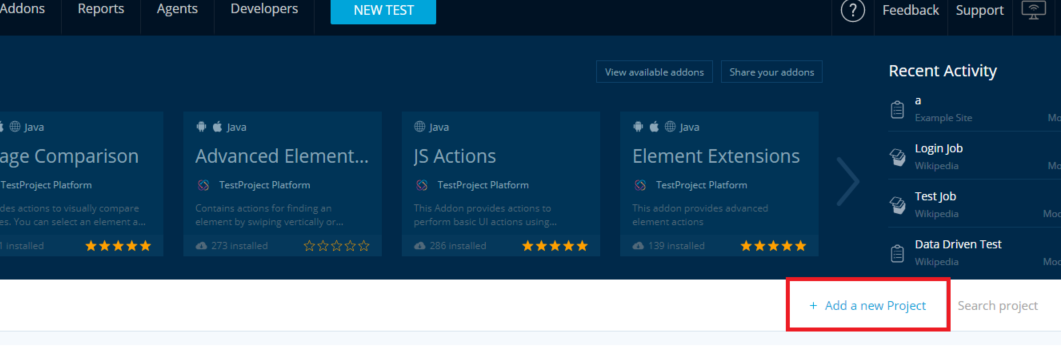 Addons Reports Agents Developers NEW TEST ? Feedback Support
View available addons Share your addons
Recent Activity
a
Example Site Mo
Login Job
Wikipedia Mo
Test Job
Wikipedia Mo
Data Driven Test
Wikipedia Moc
Java
age Comparison
TestProject Platform
des actions to visually compare
es. You can select an element a...
1 installed
Java
Advanced Element...
TestProject Platform
Contains actions for finding an
element by swiping vertically or...
273 installed
Java
JS Actions
TestProject Platform
This Addon provides actions to
perform basic UI actions using...
286 installed
Java
Element Extensions
TestProject Platform
This addon provides advanced
element actions
139 installed
+ Add a new Project Search project